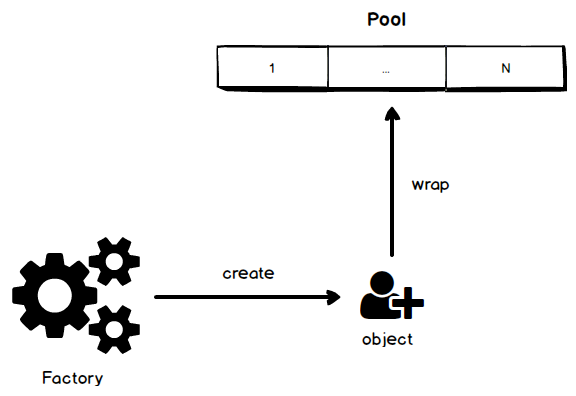 Pool
1 ... N
wrap
create
object
Factory